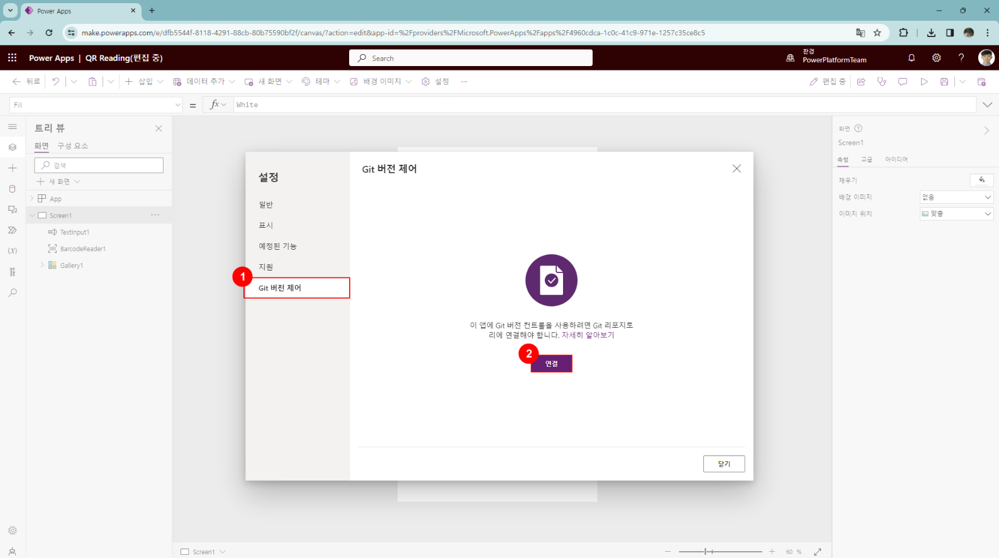 Power Apps
make.powerapps.com/e/dfb5544f-8118-4291-88cb-80b75590bf2f/canvas/?action=edit&app-id=%2Fproviders%2FMicrosoft.PowerApps%2Fapps%2F4960cdca-1c0c-41c9-971e-1257c35ce8c5
Power Apps | QR Reading(편집 중)
Search
환경
PowerPlatformTeam
뒤로
삽입
데이터 추가
새 화면
테마
배경 이미지
설정
편집 중
Fill
=
fx
White
트리 뷰
화면 구성 요소
검색
새 화면
App
Screen1
TextInput1
BarcodeReader1
Gallery1
설정
일반
표시
예정된 기능
지원
1
Git 버전 제어
Git 버전 제어
이 앱에 Git 버전 컨트롤을 사용하려면 Git 리포지토
리에 연결해야 합니다. 자세히 알아보기
2
연결
닫기
화면
Screen1
속성 고급 아이디어
채우기
배경 이미지 없음
이미지 위치 맞춤
Screen1
60 %